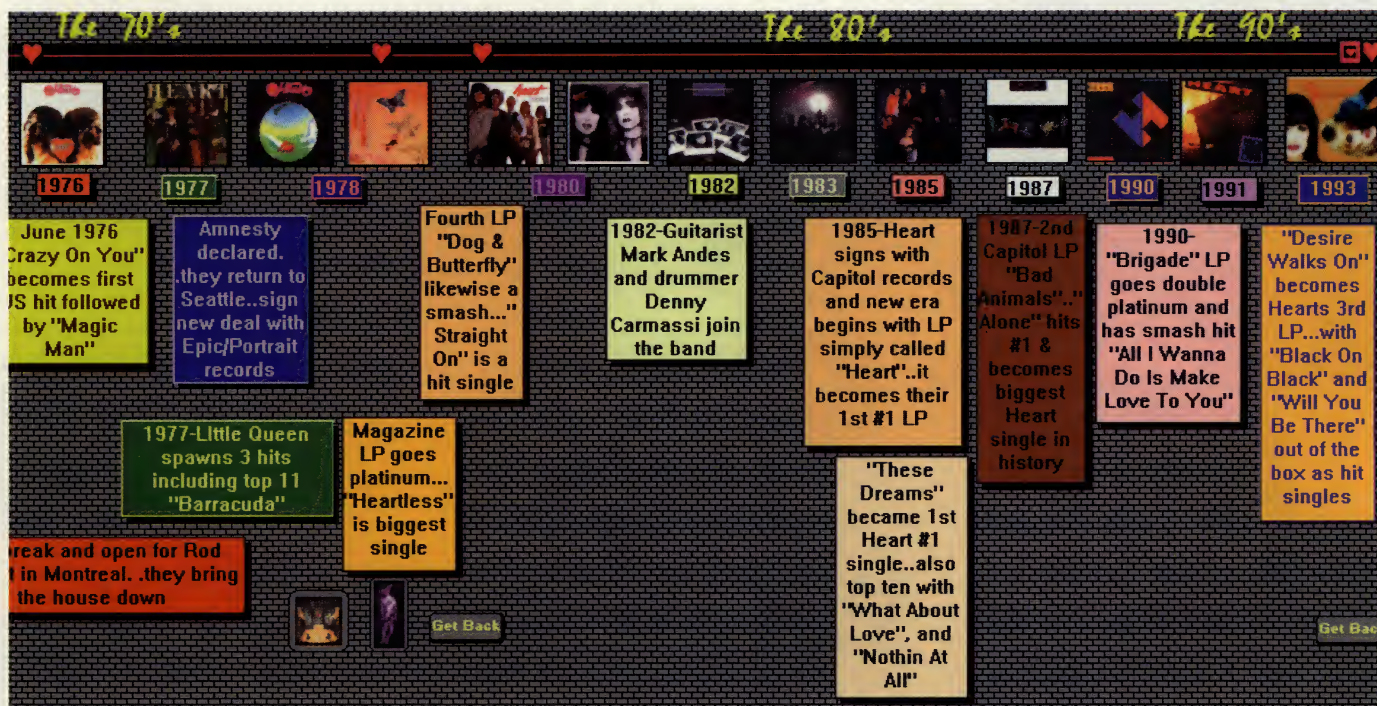 The 70's
The 80's
The 90's
HEART
Heart
HEART
1976
1977
1978
1980
1982
1983
1985
1987
1990
1991
1993
June 1976
Crazy On You"
becomes first
US hit followed
by "Magic
Man"
Amnesty
declared.
.they return to
Seattle..sign
new deal with
Epic/Portrait
records
Fourth LP
"Dog &
Butterfly"
likewise a
smash..."
Straight
On" is a
hit single
1982-Guitarist
Mark Andes
and drummer
Denny
Carmassi join
the band
1985-Heart
signs with
Capitol records
and new era
begins with LP
simply called
"Heart"..it
becomes their
1st #1 LP
1987-2nd
Capitol LP
"Bad
Animals".."
Alone" hits
#1 &
becomes
biggest
Heart
single in
history
1990-
"Brigade" LP
goes double
platinum and
has smash hit
"All I Wanna
Do Is Make
Love To You"
"Desire
Walks On"
becomes
Hearts 3rd
LP...with
"Black On
Black" and
"Will You
Be There"
out of the
box as hit
singles
1977-LIttle Queen
spawns 3 hits
including top 11
"Barracuda"
Magazine
LP goes
platinum...
"Heartless"
is biggest
single
"These
Dreams"
became 1st
Heart #1
single..also
top ten with
"What About
Love", and
"Nothin At
All"
break and open for Rod
in Montreal. .they bring
the house down
Get Back
Get Bac